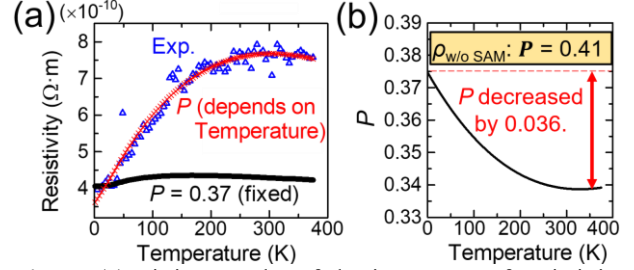 (a)
×10⁻¹⁰
Resistivity (Ω·m)
8
7
6
5
4
Exp.
P (depends on
Temperature)
P = 0.37 (fixed)
0 100 200 300 400
Temperature (K)
(b)
P
0.39
0.38
0.37
0.36
0.35
0.34
0.33
ρw/o SAM: P = 0.41
P decreased
by 0.036.
0 100 200 300 400
Temperature (K)